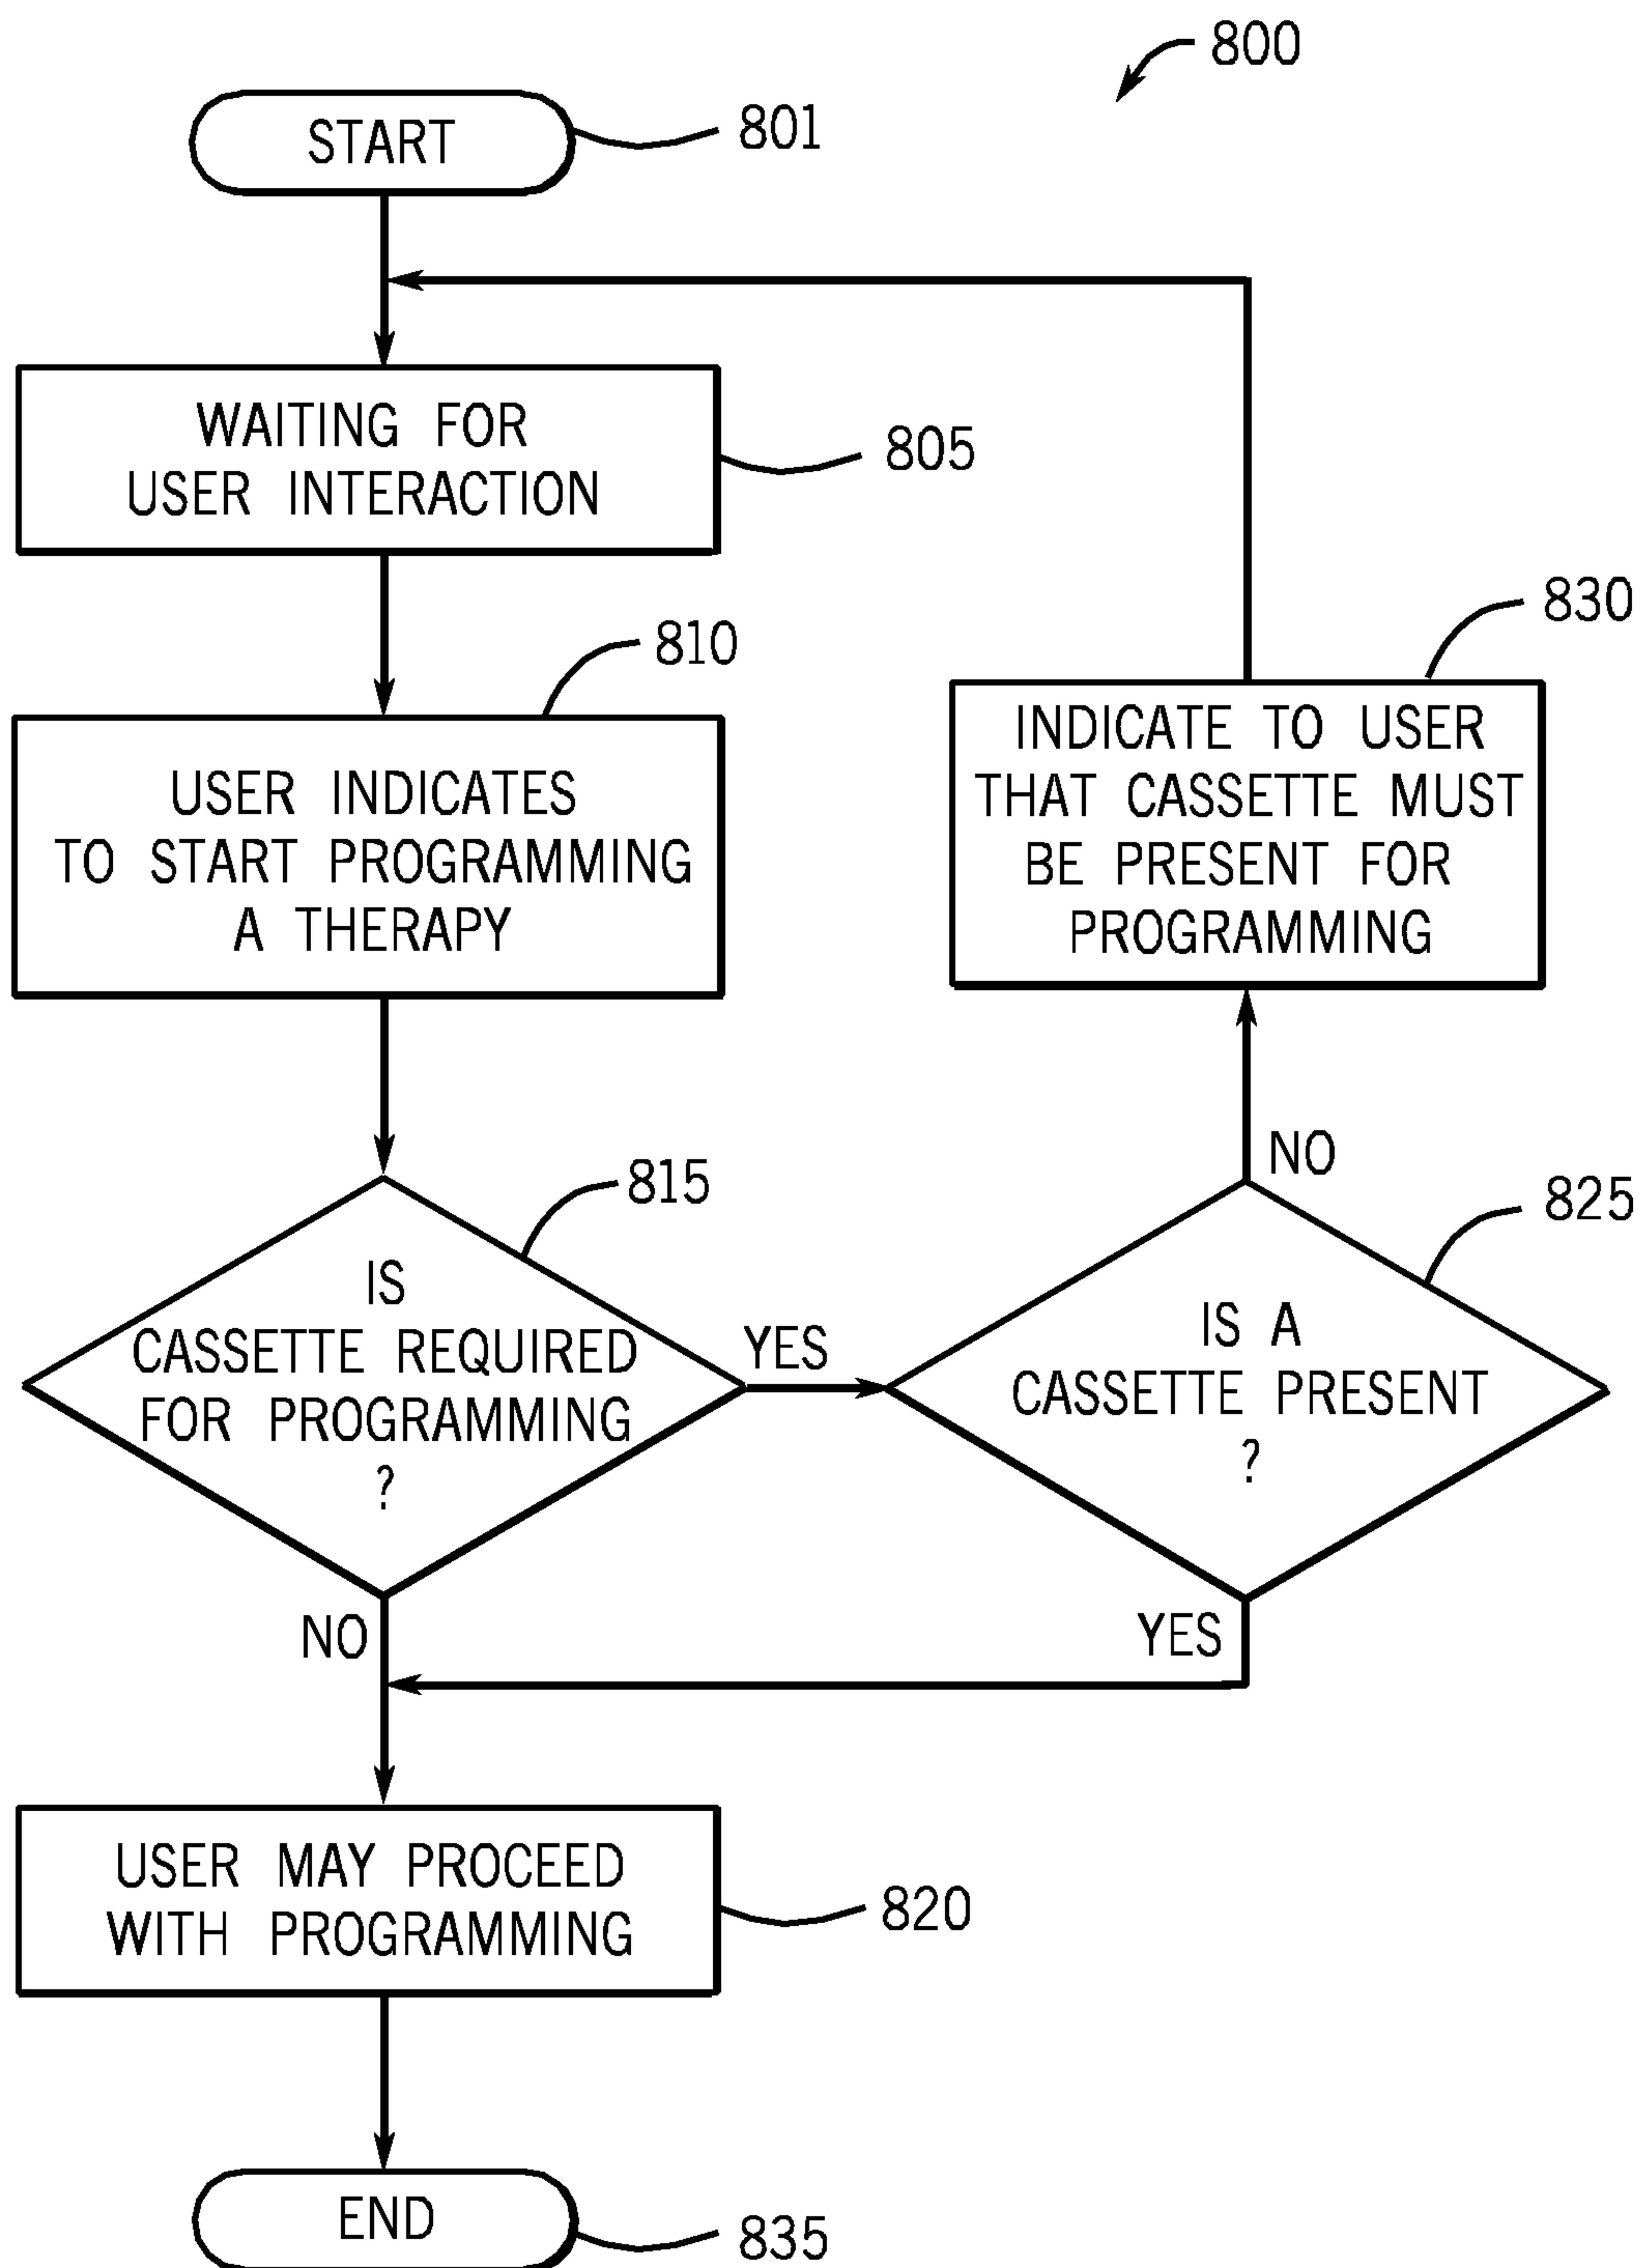 800
START
801
WAITING FOR
USER INTERACTION
805
810
USER INDICATES
TO START PROGRAMMING
A THERAPY
830
INDICATE TO USER
THAT CASSETTE MUST
BE PRESENT FOR
PROGRAMMING
815
IS
CASSETTE REQUIRED
FOR PROGRAMMING
?
YES
NO
NO
825
IS A
CASSETTE PRESENT
?
YES
USER MAY PROCEED
WITH PROGRAMMING
820
END
835